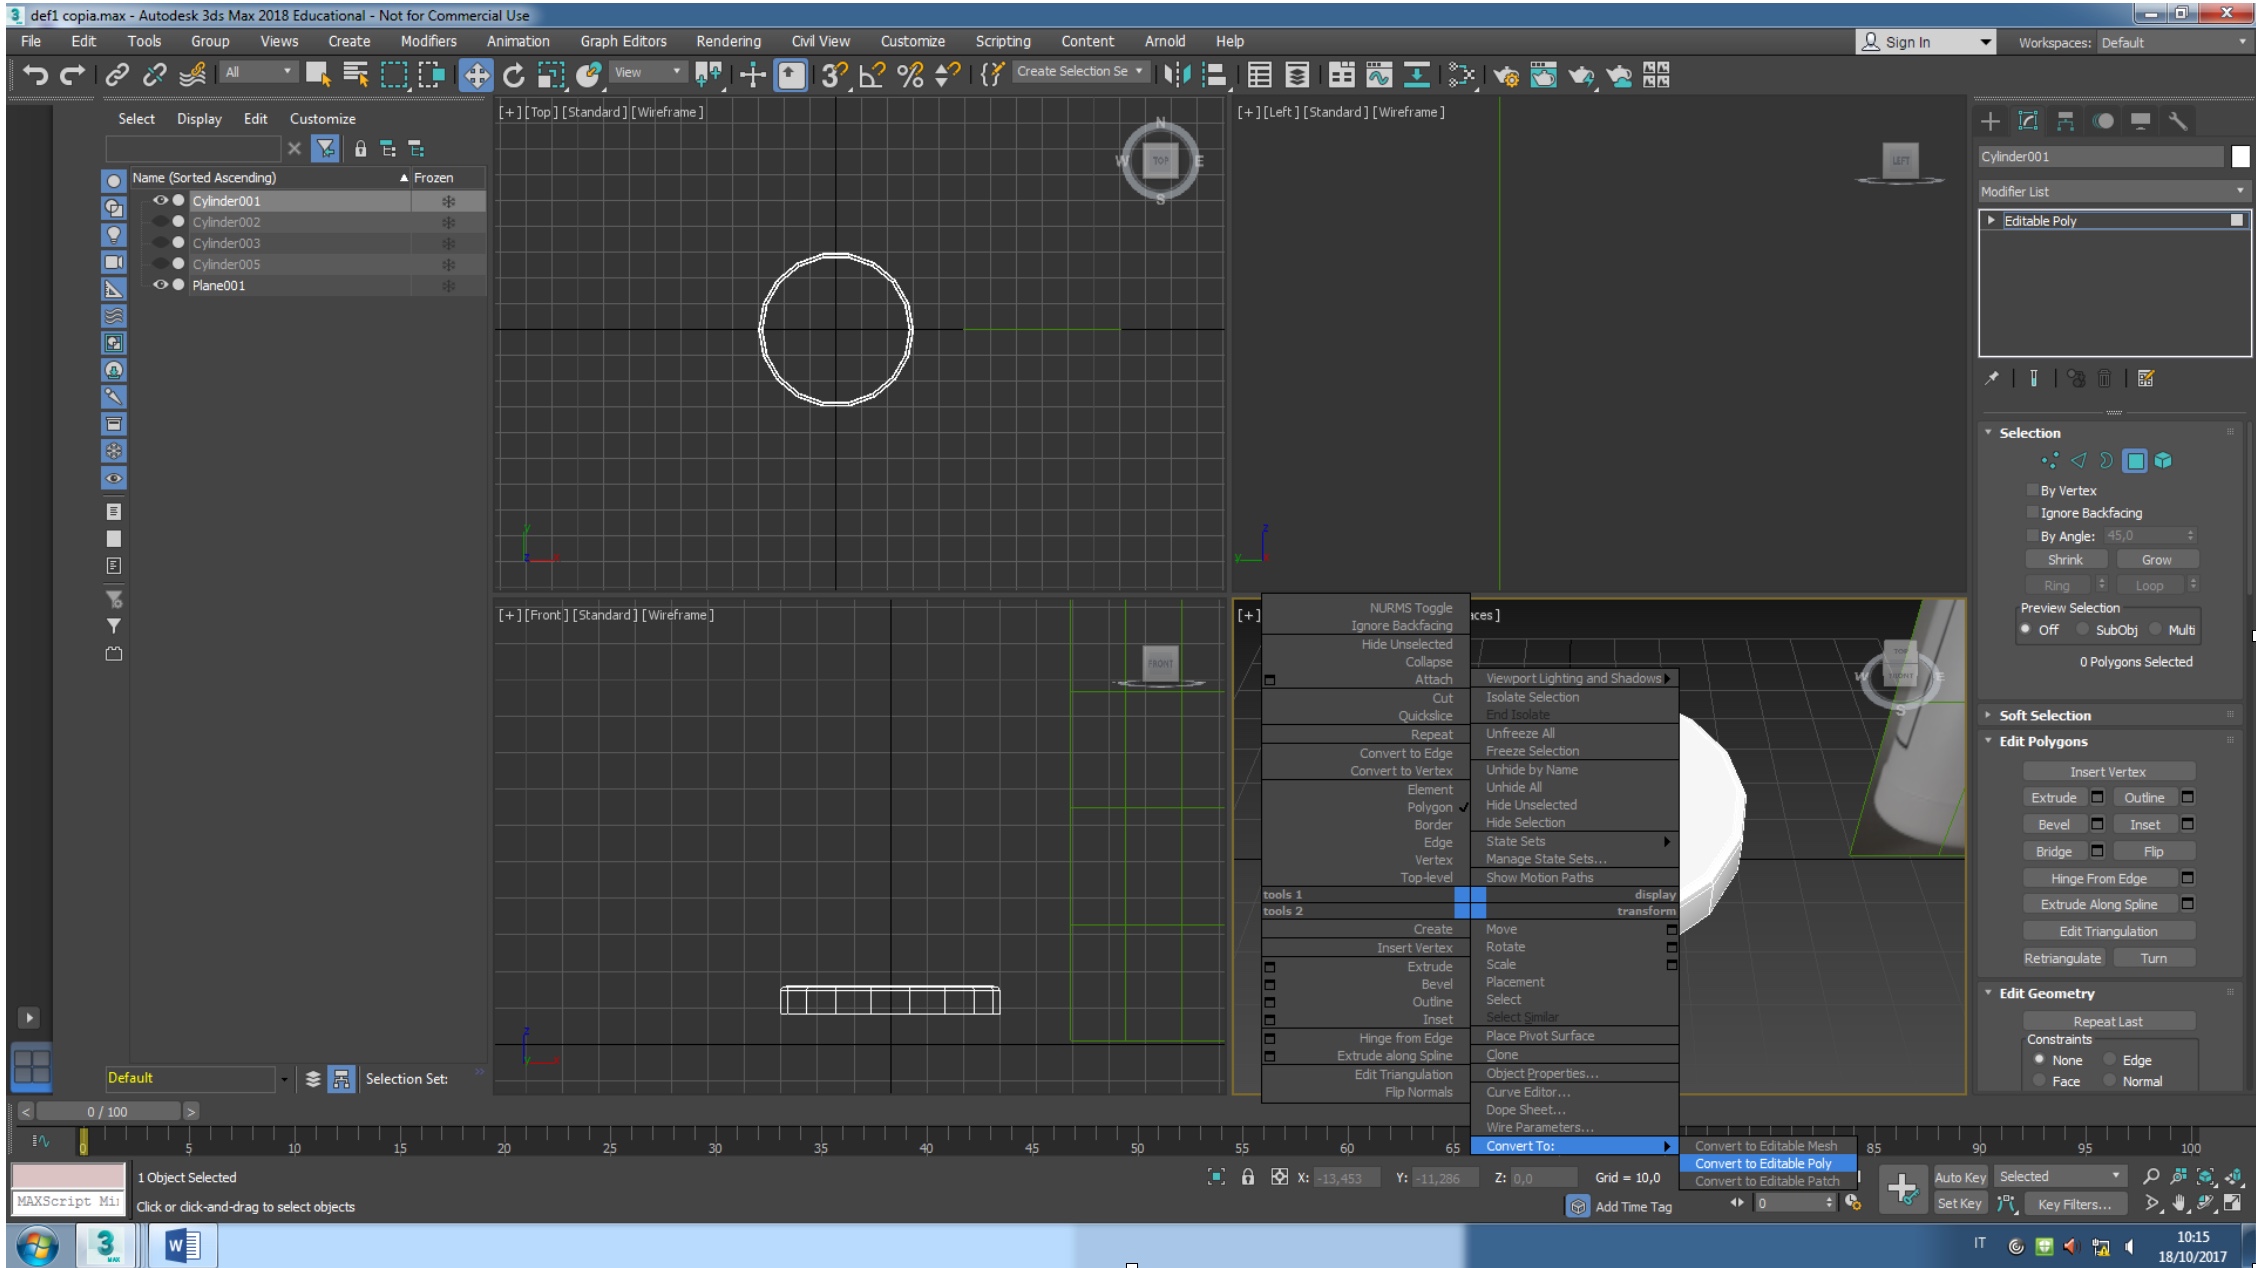 def1 copia.max - Autodesk 3ds Max 2018 Educational - Not for Commercial Use
File Edit Tools Group Views Create Modifiers Animation Graph Editors Rendering Civil View Customize Scripting Content Arnold Help Sign In Workspaces: Default
All View Create Selection Se
Select Display Edit Customize
Name (Sorted Ascending) Frozen
Cylinder001
Cylinder002
Cylinder003
Cylinder005
Plane001
Default Selection Set:
[+] [Top] [Standard] [Wireframe]
N
W TOP E
S
[+] [Left] [Standard] [Wireframe]
LEFT
[+] [Front] [Standard] [Wireframe]
FRONT
[+] aces]
TOP
W FRONT E
S
NURMS Toggle
Ignore Backfacing
Hide Unselected
Collapse
Attach
Cut
Quickslice
Repeat
Convert to Edge
Convert to Vertex
Element
Polygon
Border
Edge
Vertex
Top-level
tools 1
tools 2
Create
Insert Vertex
Extrude
Bevel
Outline
Inset
Hinge from Edge
Extrude along Spline
Edit Triangulation
Flip Normals
Viewport Lighting and Shadows
Isolate Selection
End Isolate
Unfreeze All
Freeze Selection
Unhide by Name
Unhide All
Hide Unselected
Hide Selection
State Sets
Manage State Sets...
Show Motion Paths
display
transform
Move
Rotate
Scale
Placement
Select
Select Similar
Place Pivot Surface
Clone
Object Properties...
Curve Editor...
Dope Sheet...
Wire Parameters...
Convert To:
Convert to Editable Mesh
Convert to Editable Poly
Convert to Editable Patch
Cylinder001
Modifier List
Editable Poly
Selection
By Vertex
Ignore Backfacing
By Angle: 45,0
Shrink Grow
Ring Loop
Preview Selection
Off SubObj Multi
0 Polygons Selected
Soft Selection
Edit Polygons
Insert Vertex
Extrude Outline
Bevel Inset
Bridge Flip
Hinge From Edge
Extrude Along Spline
Edit Triangulation
Retriangulate Turn
Edit Geometry
Repeat Last
Constraints
None Edge
Face Normal
< 0 / 100 >
0 5 10 15 20 25 30 35 40 45 50 55 60 65 85 90 95 100
1 Object Selected X: -13,453 Y: -11,286 Z: 0,0 Grid = 10,0 Auto Key Selected
MAXScript Mi Click or click-and-drag to select objects Add Time Tag 0 Set Key Key Filters...
3 MAX W IT 10:15
18/10/2017